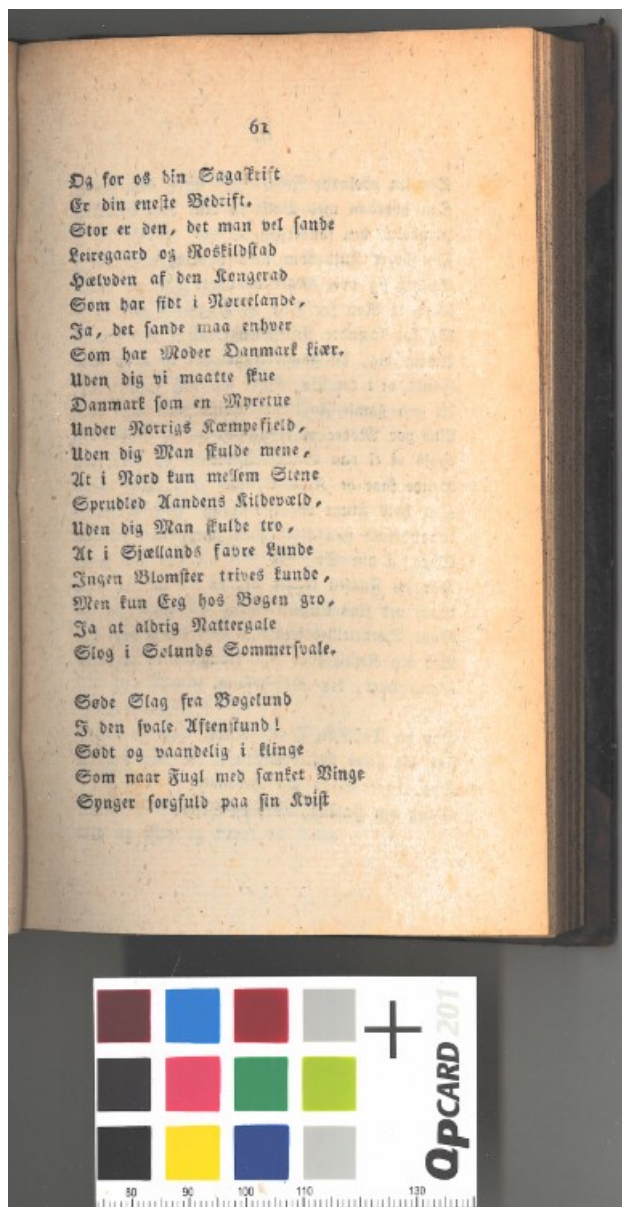 61
Og for os din Sagaskrift
Er din eneste Bedrift.
Stor er den, det man vel sande
Leiregaard og Roskildstad
Hælvden af den Kongerad
Som har sidt i Nørrelande,
Ja, det sande maa enhver
Som har Moder Danmark kiær.
Uden dig vi maatte skue
Danmark som en Myretue
Under Norrigs Kæmpefjeld,
Uden dig Man skulde mene,
At i Nord kun mellem Stene
Sprudled Aandens Kildevæld,
Uden dig Man skulde tro,
At i Sjællands favre Lunde
Ingen Blomster trives kunde,
Men kun Eeg hos Bøgen gro,
Ja at aldrig Nattergale
Slog i Sølunds Sommersvale.
Søde Slag fra Bøgelund
I den svale Aftenstund!
Sødt og vaandelig i klinge
Som naar Fugl med sænket Vinge
Synger sorgfuld paa sin Kvist
QPCARD 201
80 90 100 110 130